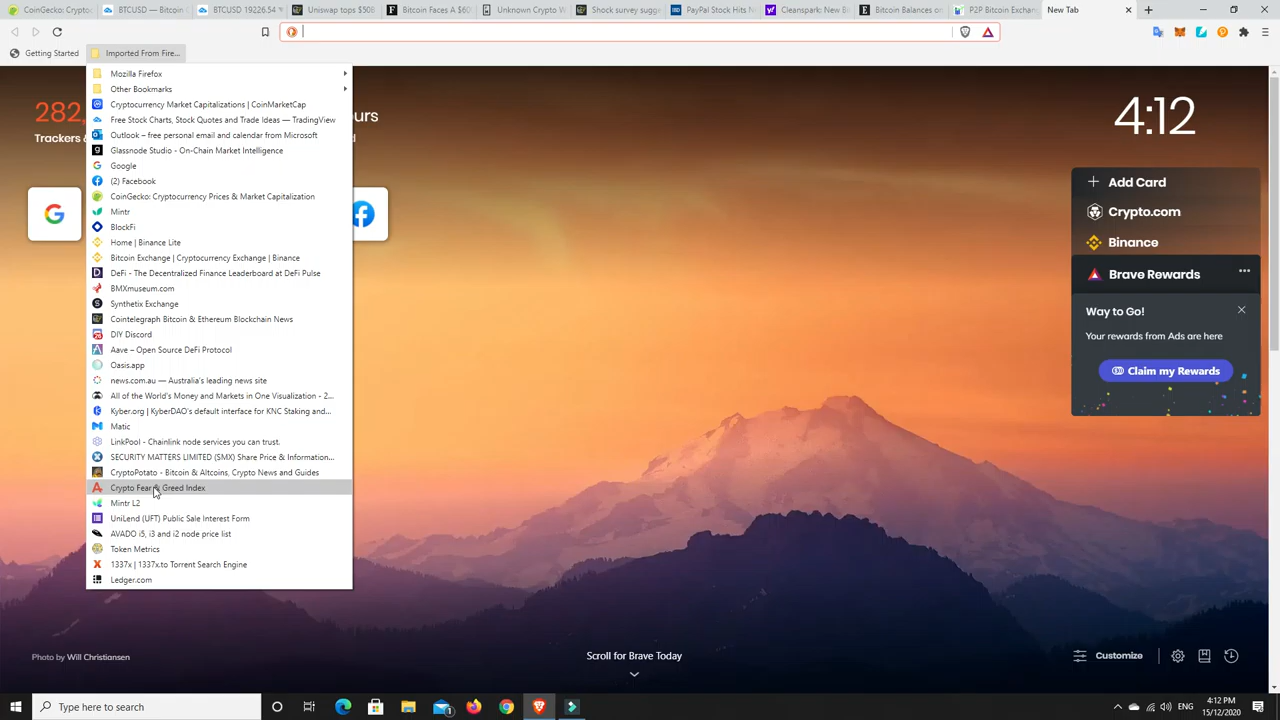 CoinGecko: Cryptoc
BTCUSD — Bitcoin C
BTCUSD 19226.54
Uniswap tops $50B
Bitcoin Faces A $60
Unknown Crypto W
Stock survey sugge
PayPal Stock Hits N
Clearspark: New Bi
Bitcoin Balances on
P2P Bitcoin Exchan
New Tab
Getting Started
Imported From Fire...
Mozilla Firefox
Other Bookmarks
Cryptocurrency Market Capitalizations | CoinMarketCap
Free Stock Charts, Stock Quotes and Trade Ideas — TradingView
Outlook – free personal email and calendar from Microsoft
Glassnode Studio - On-Chain Market Intelligence
Google
(2) Facebook
CoinGecko: Cryptocurrency Prices & Market Capitalization
Mintr
BlockFi
Home | Binance Lite
Bitcoin Exchange | Cryptocurrency Exchange | Binance
DeFi - The Decentralized Finance Leaderboard at DeFi Pulse
BMXmuseum.com
Synthetix Exchange
Cointelegraph Bitcoin & Ethereum Blockchain News
DIY Discord
Aave – Open Source DeFi Protocol
Oasis.app
news.com.au — Australia's leading news site
All of the World's Money and Markets in One Visualization - 2...
Kyber.org | KyberDAO's default interface for KNC Staking and...
Matic
LinkPool - Chainlink node services you can trust.
SECURITY MATTERS LIMITED (SMX) Share Price & Information...
CryptoPotato - Bitcoin & Altcoins, Crypto News and Guides
Crypto Fear & Greed Index
Mintr L2
UniLend (UFT) Public Sale Interest Form
AVADO i5, i3 and i2 node price list
Token Metrics
1337x | 1337x.to Torrent Search Engine
Ledger.com
282,
Trackers
ours
d
4:12
Add Card
Crypto.com
Binance
Brave Rewards
Way to Go!
Your rewards from Ads are here
Claim my Rewards
Photo by Will Christiansen
Scroll for Brave Today
Customize
Type here to search
ENG
4:12 PM
15/12/2020